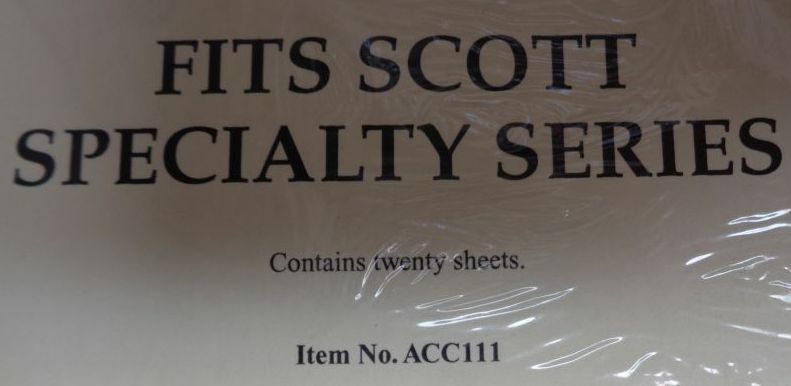 FITS SCOTT
SPECIALTY SERIES
Contains twenty sheets.
Item No. ACC111